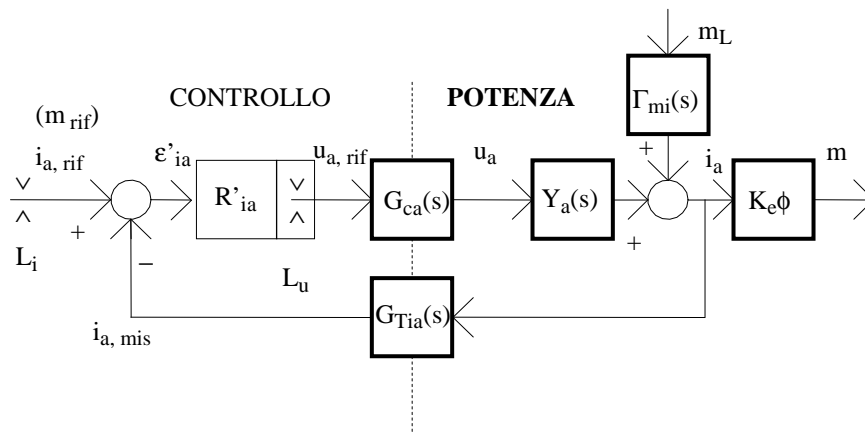 m_L
CONTROLLO POTENZA
Γ_mi(s)
(m_rif)
i_a, rif
ε'_ia
u_a, rif
u_a
+
i_a
m
R'_ia
G_ca(s)
Y_a(s)
K_eϕ
+
+
L_i
−
L_u
G_Tia(s)
i_a, mis